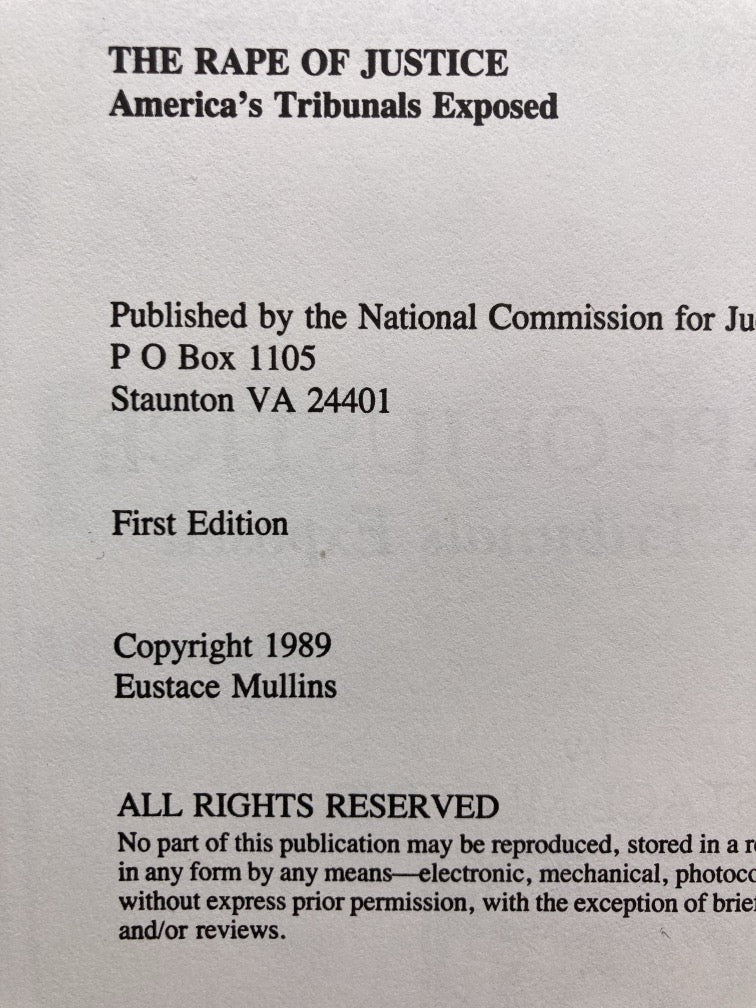 THE RAPE OF JUSTICE
America's Tribunals Exposed
Published by the National Commission for
P O Box 1105
Staunton VA 24401
First Edition
Copyright 1989
Eustace Mullins
ALL RIGHTS RESERVED
No part of this publication may be reproduced, stored in a
in any form by any means—electronic, mechanical,
without express prior permission, with the exception of
and/or reviews.